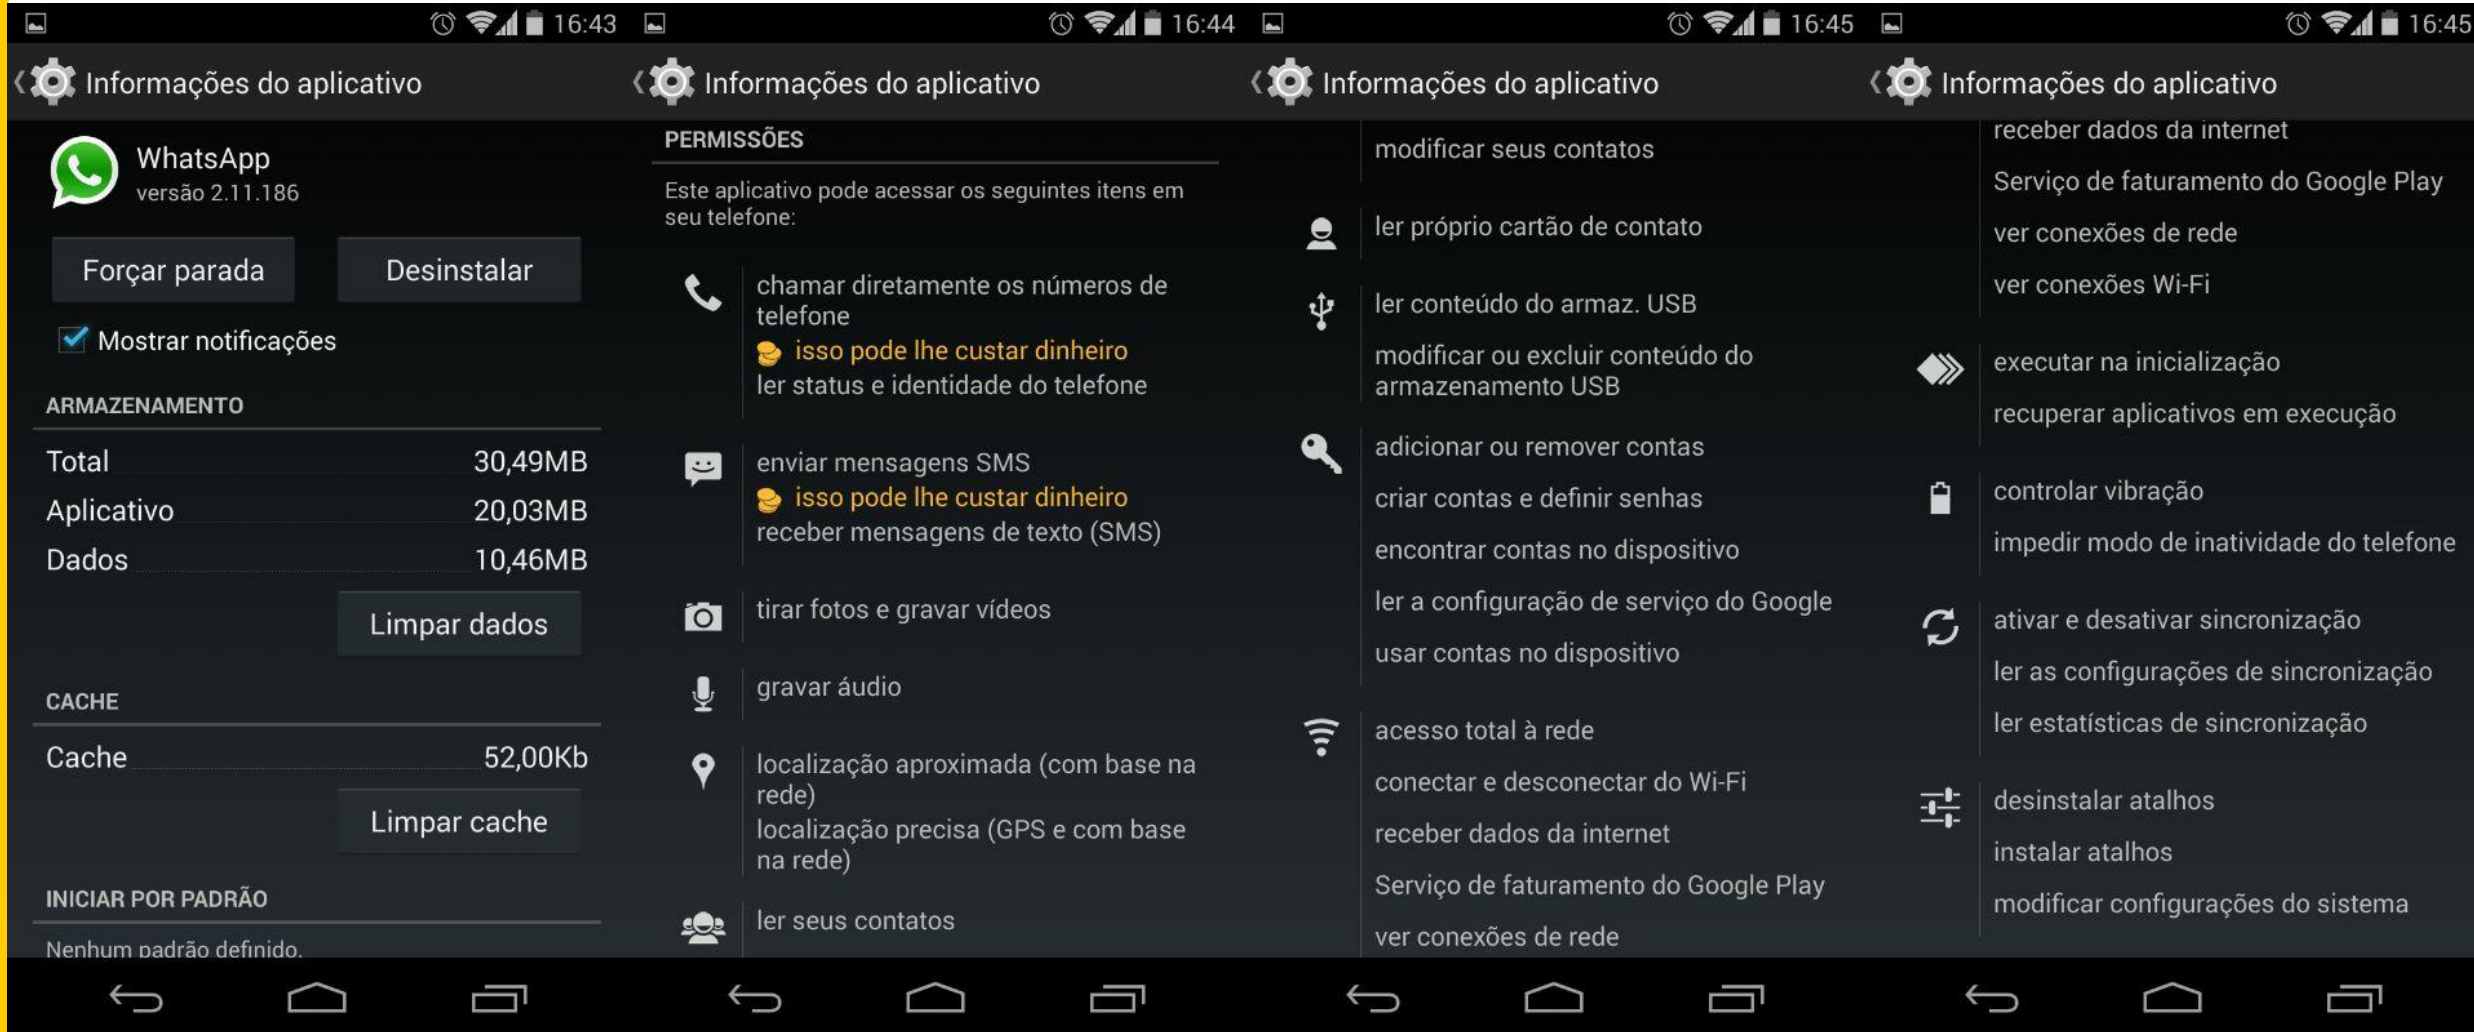 16:43
Informações do aplicativo
WhatsApp
versão 2.11.186
Forçar parada
Desinstalar
Mostrar notificações
ARMAZENAMENTO
Total 30,49MB
Aplicativo 20,03MB
Dados 10,46MB
Limpar dados
CACHE
Cache 52,00Kb
Limpar cache
INICIAR POR PADRÃO
Nenhum padrão definido.
16:44
Informações do aplicativo
PERMISSÕES
Este aplicativo pode acessar os seguintes itens em
seu telefone:
chamar diretamente os números de
telefone
isso pode lhe custar dinheiro
ler status e identidade do telefone
enviar mensagens SMS
isso pode lhe custar dinheiro
receber mensagens de texto (SMS)
tirar fotos e gravar vídeos
gravar áudio
localização aproximada (com base na
rede)
localização precisa (GPS e com base
na rede)
ler seus contatos
16:45
Informações do aplicativo
modificar seus contatos
ler próprio cartão de contato
ler conteúdo do armaz. USB
modificar ou excluir conteúdo do
armazenamento USB
adicionar ou remover contas
criar contas e definir senhas
encontrar contas no dispositivo
ler a configuração de serviço do Google
usar contas no dispositivo
acesso total à rede
conectar e desconectar do Wi-Fi
receber dados da internet
Serviço de faturamento do Google Play
ver conexões de rede
16:45
Informações do aplicativo
receber dados da internet
Serviço de faturamento do Google Play
ver conexões de rede
ver conexões Wi-Fi
executar na inicialização
recuperar aplicativos em execução
controlar vibração
impedir modo de inatividade do telefone
ativar e desativar sincronização
ler as configurações de sincronização
ler estatísticas de sincronização
desinstalar atalhos
instalar atalhos
modificar configurações do sistema